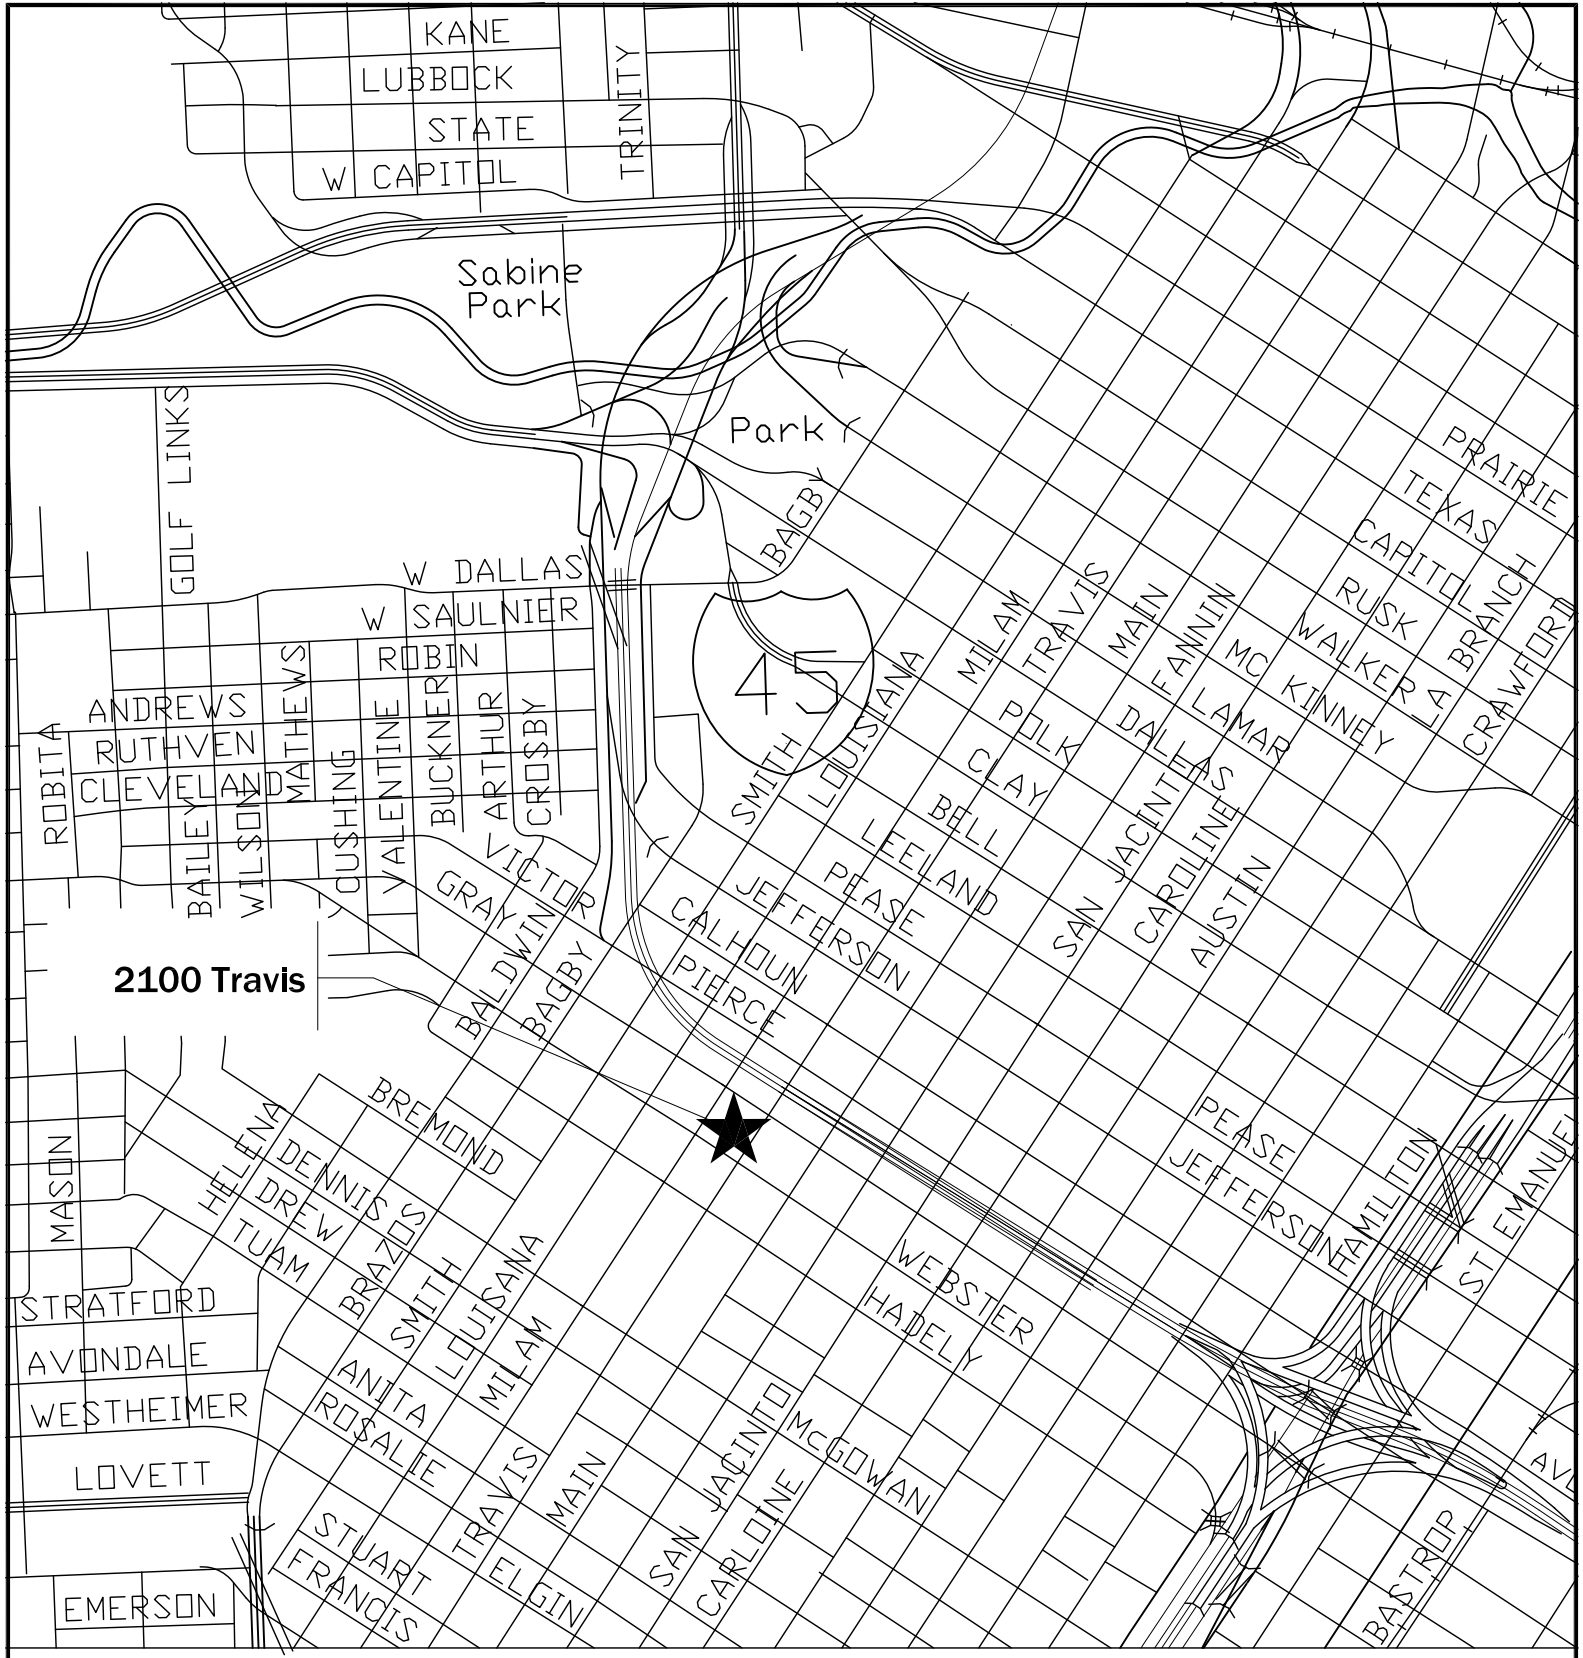 KANE
LUBBOCK
STATE
W CAPITOL
TRINITY
Sabine
Park
Park
GOLF LINKS
BAGBY
PRAIRIE
TEXAS
CAPITOL
RUSK
WALKER
MC KINNEY
LAMAR
DALLAS
POLK
CLAY
BELL
LEELAND
PEASE
JEFFERSON
CALHOUN
PIERCE
LA BRANCH
CRAWFORD
MILAM
TRAVIS
MAIN
FANNIN
SMITH
LOUISIANA
SAN JACINTO
CAROLINE
AUSTIN
45
W DALLAS
W SAULNIER
ROBIN
ANDREWS
RUTHVEN
CLEVELAND
ROBITA
MATHEWS
BAILEY
WILSON
CUSHING
VALENTINE
BUCKNER
ARTHUR
CROSBY
VICTOR
GRAY
BALDWIN
BAGBY
2100 Travis
BREMOND
HELENA
DENNIS
DREW
TUAM
MASON
BRAZOS
SMITH
LOUISANA
MILAM
PEASE
JEFFERSON
HAMILTON
ST EMANUE
WEBSTER
HADELY
STRATFORD
AVONDALE
WESTHEIMER
LOVETT
ANITA
ROSALIE
McGOWAN
TRAVIS
MAIN
SAN JACINTO
CARLOINE
STUART
FRANCIS
ELGIN
EMERSON
BASTROP
AVE